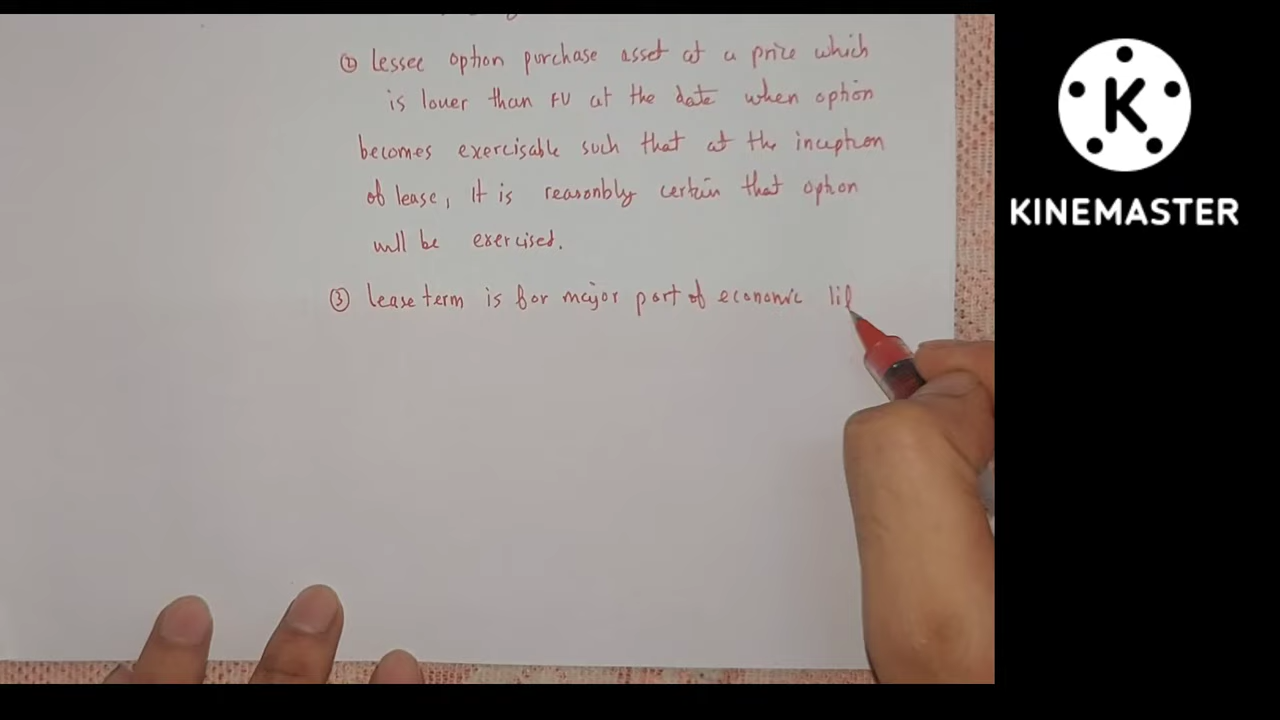 ② lessee option purchase asset at a price which
is lower than FV at the date when option
becomes exercisable such that at the inception
of lease, it is reasonbly certain that option
will be exercised.
③ lease term is for major part of economic lif
K
KINEMASTER